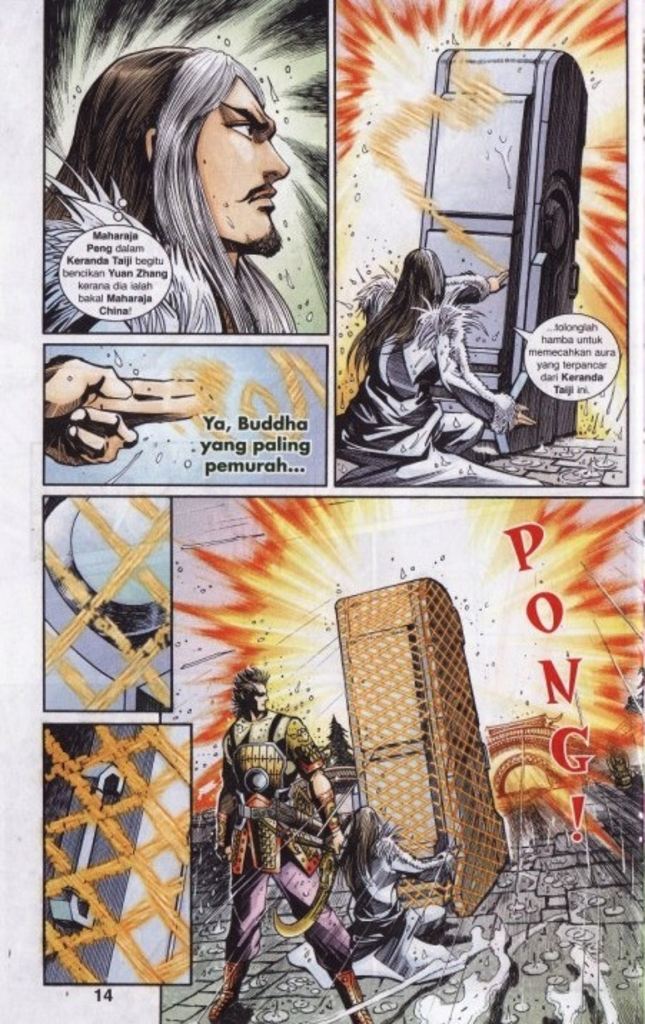 Maharaja
Peng dalam
Keranda Taiji begitu
bencikan Yuan Zhang
kerana dia ialah
bakal Maharaja
China!
Ya, Buddha
yang paling
pemurah...
...tolonglah
hamba untuk
memecahkan aura
yang terpancar
dari Keranda
Taiji ini.
PONG!
14